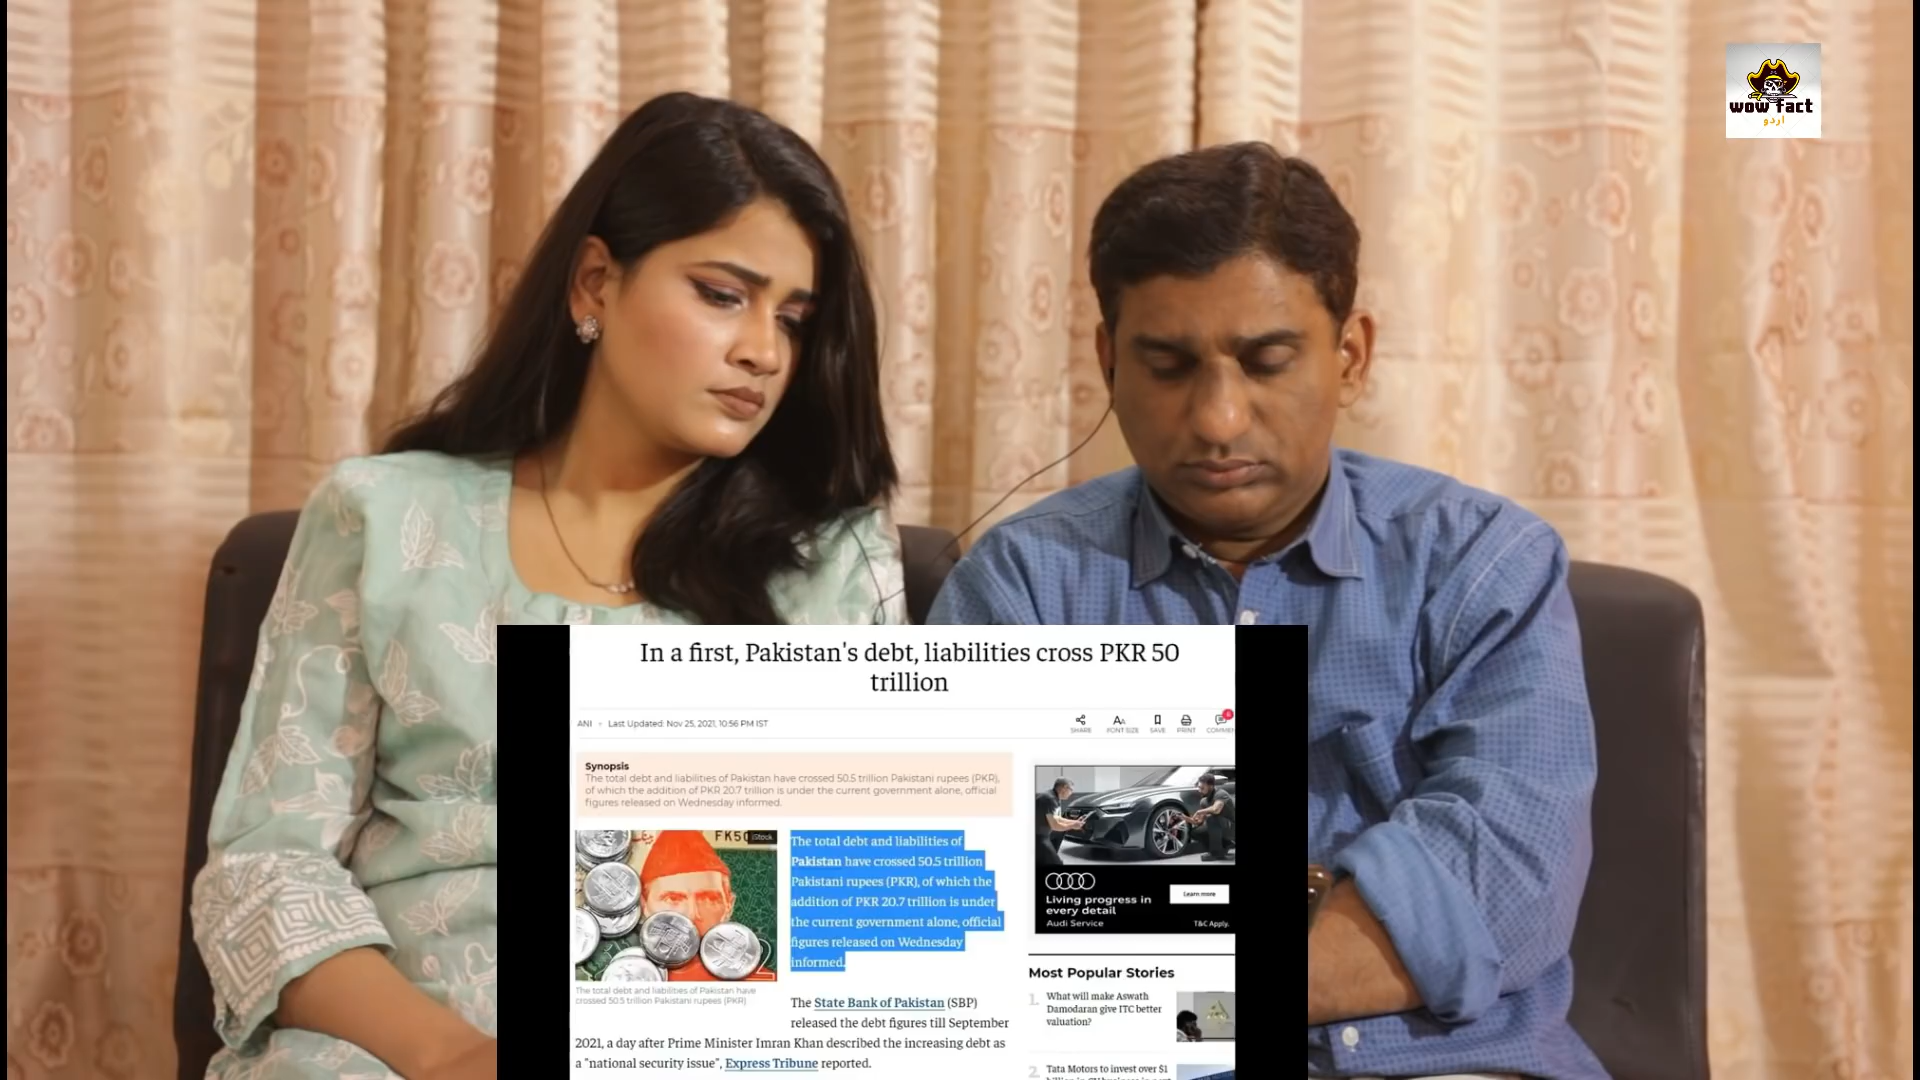 wow fact
اردو
In a first, Pakistan's debt, liabilities cross PKR 50
trillion
ANI • Last Updated: Nov 25, 2021, 10:56 PM IST
SHARE FONT SIZE SAVE PRINT COMMEN
Synopsis
The total debt and liabilities of Pakistan have crossed 50.5 trillion Pakistani rupees (PKR),
of which the addition of PKR 20.7 trillion is under the current government alone, official
figures released on Wednesday informed.
iStock
The total debt and liabilities of Pakistan have
crossed 50.5 trillion Pakistani rupees (PKR)
The total debt and liabilities of
Pakistan have crossed 50.5 trillion
Pakistani rupees (PKR), of which the
addition of PKR 20.7 trillion is under
the current government alone, official
figures released on Wednesday
informed.
The State Bank of Pakistan (SBP)
released the debt figures till September
2021, a day after Prime Minister Imran Khan described the increasing debt as
a "national security issue", Express Tribune reported.
Living progress in
every detail
Audi Service
Learn more
T&C Apply.
Most Popular Stories
1. What will make Aswath
Damodaran give ITC better
valuation?
2. Tata Motors to invest over $1